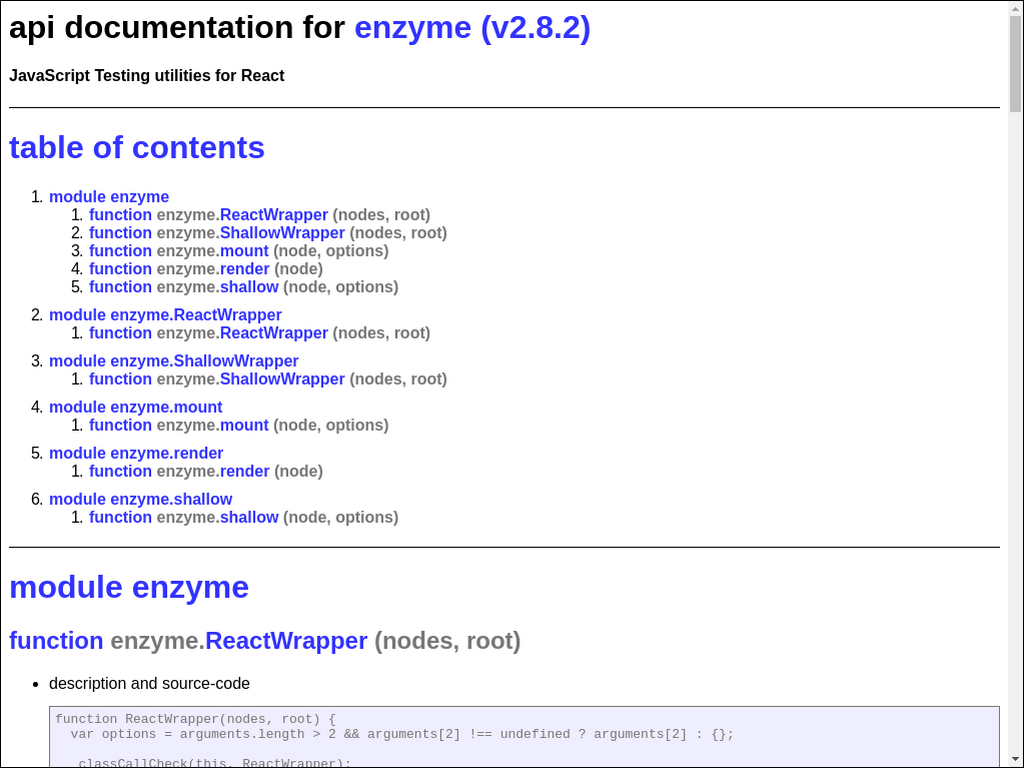 api documentation for enzyme (v2.8.2)
JavaScript Testing utilities for React
table of contents
1. module enzyme
1. function enzyme.ReactWrapper (nodes, root)
2. function enzyme.ShallowWrapper (nodes, root)
3. function enzyme.mount (node, options)
4. function enzyme.render (node)
5. function enzyme.shallow (node, options)
2. module enzyme.ReactWrapper
1. function enzyme.ReactWrapper (nodes, root)
3. module enzyme.ShallowWrapper
1. function enzyme.ShallowWrapper (nodes, root)
4. module enzyme.mount
1. function enzyme.mount (node, options)
5. module enzyme.render
1. function enzyme.render (node)
6. module enzyme.shallow
1. function enzyme.shallow (node, options)
module enzyme
function enzyme.ReactWrapper (nodes, root)
• description and source-code
function ReactWrapper(nodes, root) {
var options = arguments.length > 2 && arguments[2] !== undefined ? arguments[2] : {};
classCallCheck(this, ReactWrapper);